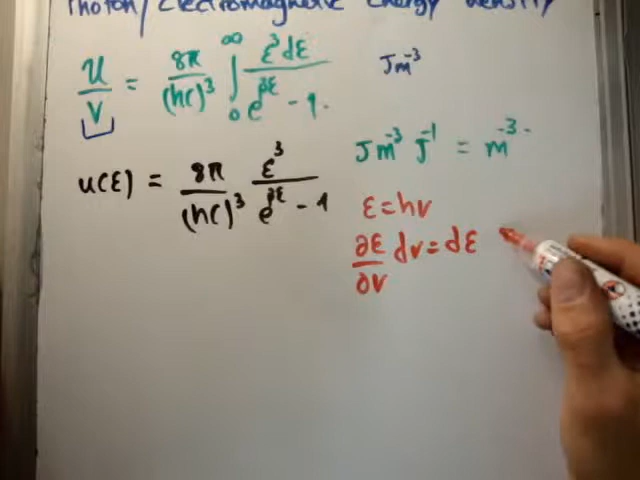 Photon/Electromagnetic Energy Density
U/V = 8π/(hc)³ ∫₀^∞ ε³dε/(e^βε - 1) Jm⁻³
Jm⁻³ J⁻¹ = m⁻³
u(ε) = 8π/(hc)³ ε³/(e^βε - 1)
ε=hν
∂ε/∂ν dν=dε